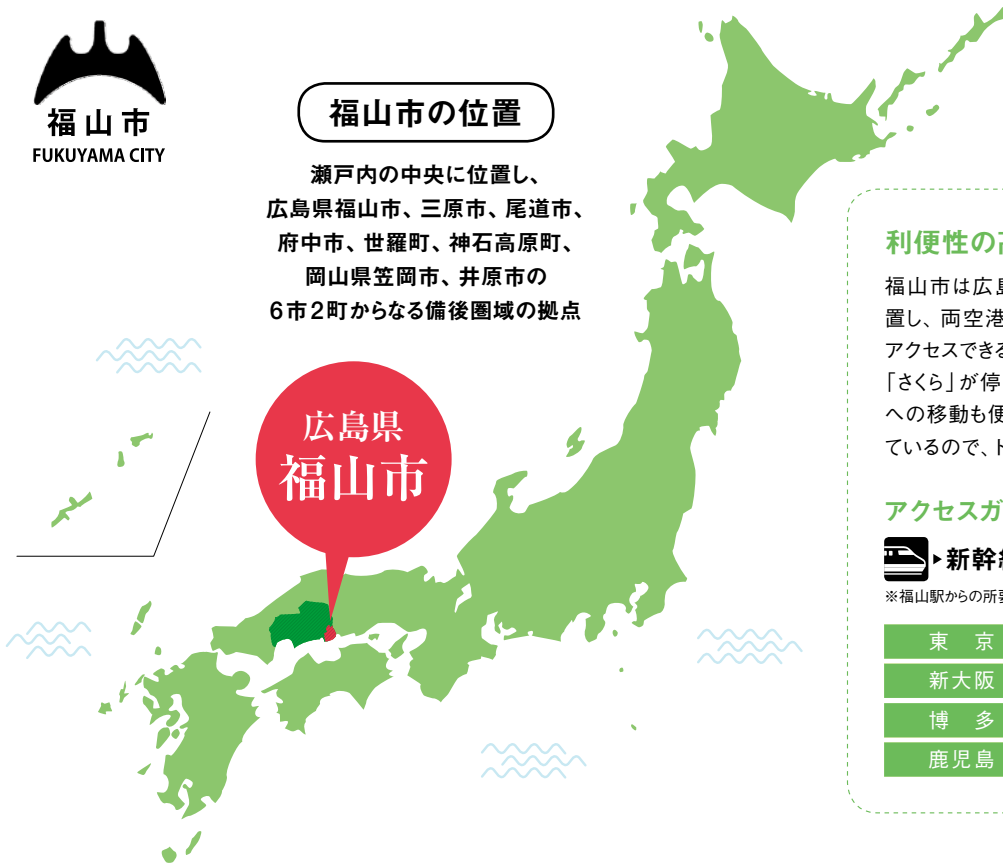 福山市
FUKUYAMA CITY
福山市の位置
瀬戸内の中央に位置し、
広島県福山市、三原市、尾道市、
府中市、世羅町、神石高原町、
岡山県笠岡市、井原市の
6市2町からなる備後圏域の拠点
広島県
福山市
利便性の
福山市は広
置し、両空港
アクセスでき
「さくら」が停
への移動も便
ているので、
アクセスガ
新幹
※福山駅からの所
東　京
新大阪
博　多
鹿児島